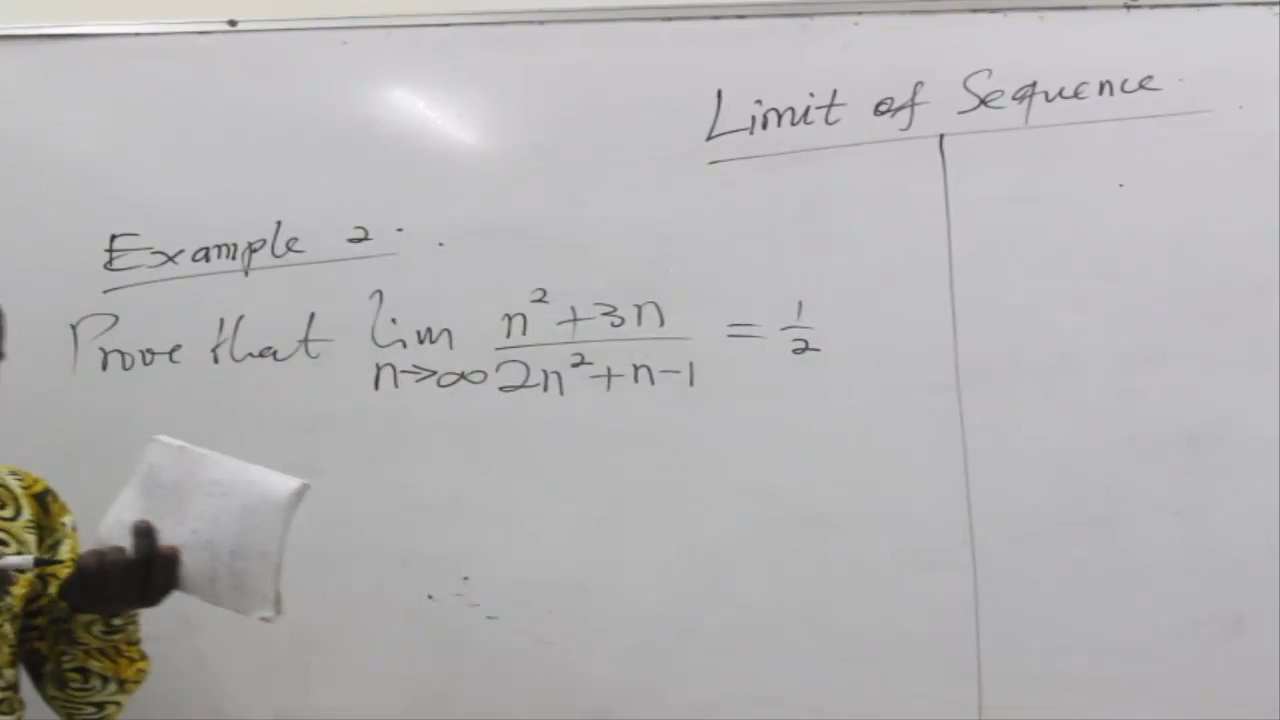 Limit of Sequence
Example 2.
Prove that lim n→∞ (n²+3n)/(2n²+n-1) = 1/2